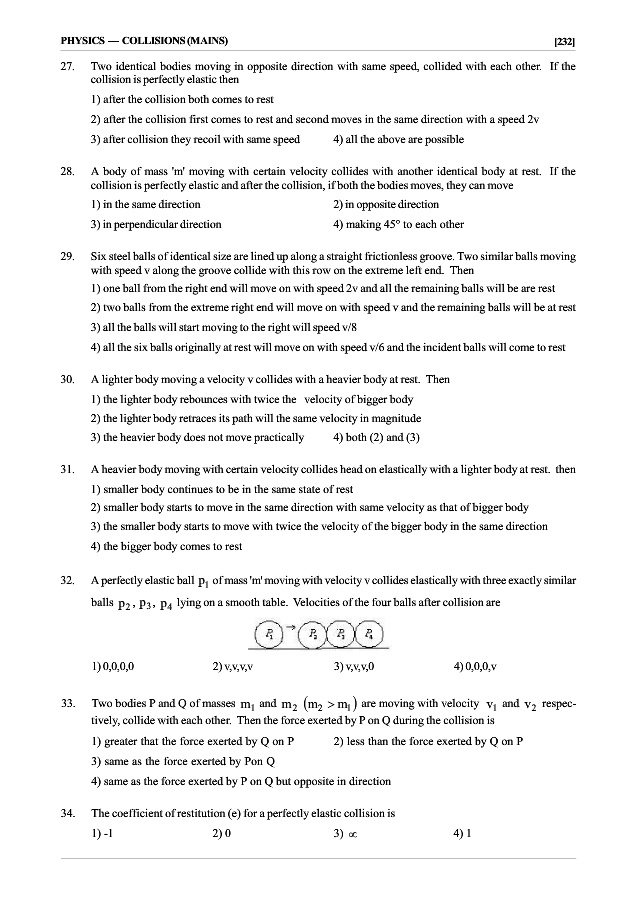 PHYSICS — COLLISIONS (MAINS) [232]
27. Two identical bodies moving in opposite direction with same speed, collided with each other. If the
collision is perfectly elastic then
1) after the collision both comes to rest
2) after the collision first comes to rest and second moves in the same direction with a speed 2v
3) after collision they recoil with same speed 4) all the above are possible
28. A body of mass 'm' moving with certain velocity collides with another identical body at rest. If the
collision is perfectly elastic and after the collision, if both the bodies moves, they can move
1) in the same direction 2) in opposite direction
3) in perpendicular direction 4) making 45° to each other
29. Six steel balls of identical size are lined up along a straight frictionless groove. Two similar balls moving
with speed v along the groove collide with this row on the extreme left end. Then
1) one ball from the right end will move on with speed 2v and all the remaining balls will be are rest
2) two balls from the extreme right end will move on with speed v and the remaining balls will be at rest
3) all the balls will start moving to the right will speed v/8
4) all the six balls originally at rest will move on with speed v/6 and the incident balls will come to rest
30. A lighter body moving a velocity v collides with a heavier body at rest. Then
1) the lighter body rebounces with twice the velocity of bigger body
2) the lighter body retraces its path will the same velocity in magnitude
3) the heavier body does not move practically 4) both (2) and (3)
31. A heavier body moving with certain velocity collides head on elastically with a lighter body at rest. then
1) smaller body continues to be in the same state of rest
2) smaller body starts to move in the same direction with same velocity as that of bigger body
3) the smaller body starts to move with twice the velocity of the bigger body in the same direction
4) the bigger body comes to rest
32. A perfectly elastic ball p₁ of mass 'm' moving with velocity v collides elastically with three exactly similar
balls p₂, p₃, p₄ lying on a smooth table. Velocities of the four balls after collision are
P₁ → P₂ P₃ P₄
1) 0,0,0,0 2) v,v,v,v 3) v,v,v,0 4) 0,0,0,v
33. Two bodies P and Q of masses m₁ and m₂ (m₂ > m₁) are moving with velocity v₁ and v₂ respec-
tively, collide with each other. Then the force exerted by P on Q during the collision is
1) greater that the force exerted by Q on P 2) less than the force exerted by Q on P
3) same as the force exerted by Pon Q
4) same as the force exerted by P on Q but opposite in direction
34. The coefficient of restitution (e) for a perfectly elastic collision is
1) -1 2) 0 3) ∝ 4) 1